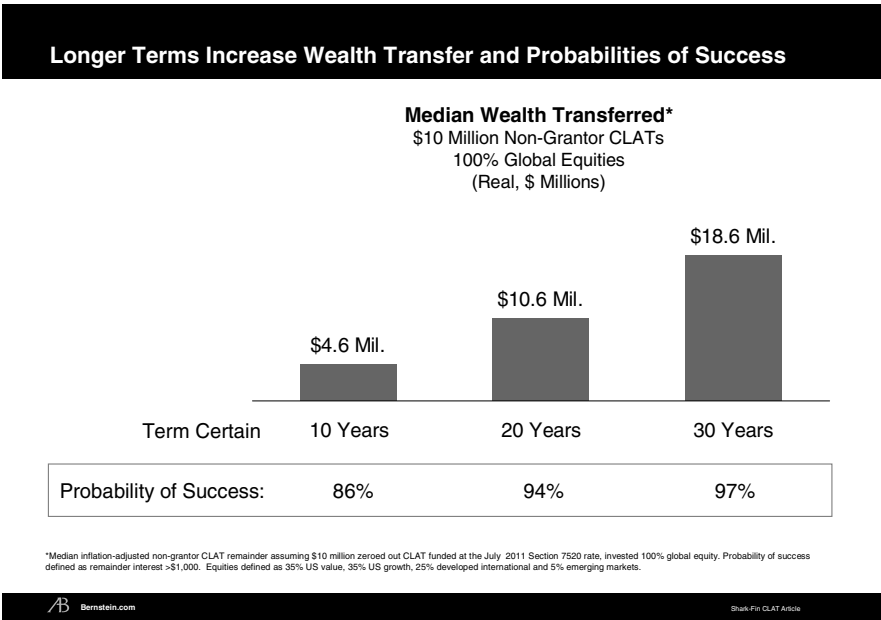 Longer Terms Increase Wealth Transfer and Probabilities of Success
Median Wealth Transferred*
$10 Million Non-Grantor CLATs
100% Global Equities
(Real, $ Millions)
$18.6 Mil.
$10.6 Mil.
$4.6 Mil.
Term Certain 10 Years 20 Years 30 Years
Probability of Success: 86% 94% 97%
*Median inflation-adjusted non-grantor CLAT remainder assuming $10 million zeroed out CLAT funded at the July 2011 Section 7520 rate, invested 100% global equity. Probability of success
defined as remainder interest >$1,000. Equities defined as 35% US value, 35% US growth, 25% developed international and 5% emerging markets.
AB Bernstein.com Shark-Fin CLAT Article